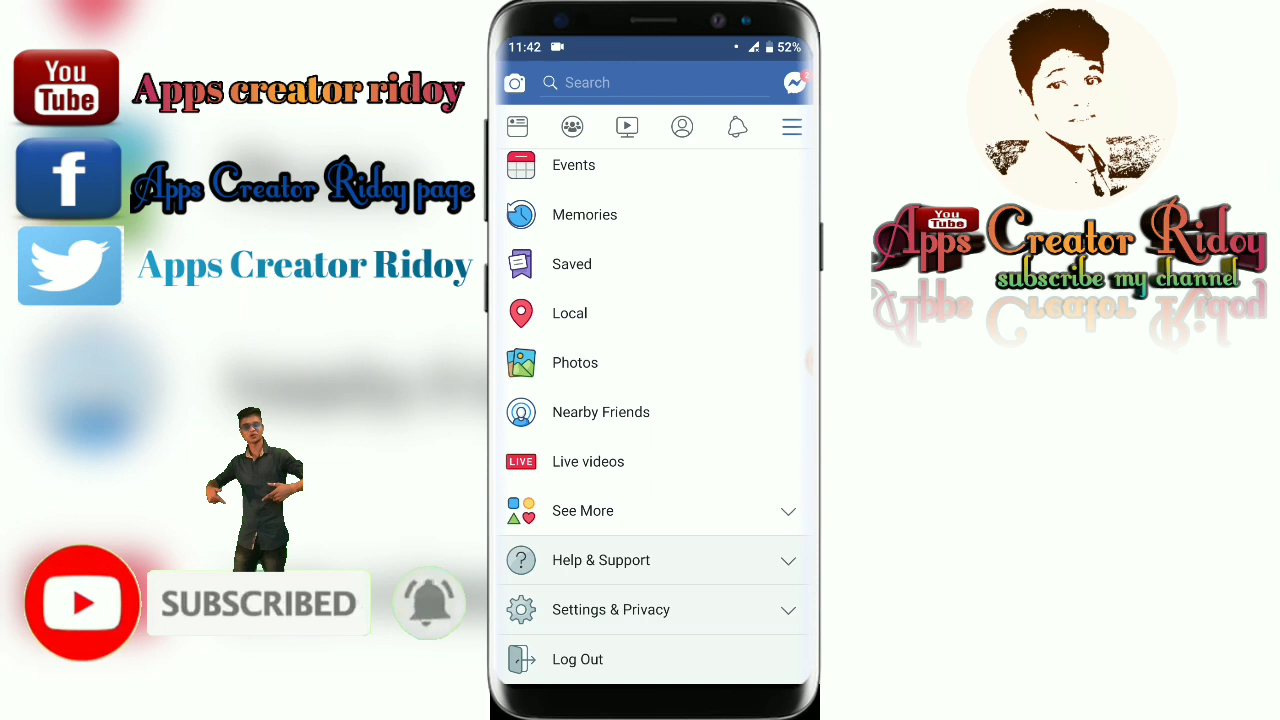 You
Tube
Apps creator ridoy
f
Apps Creator Ridoy page
Apps Creator Ridoy
SUBSCRIBED
11:42
52%
Search
2
Events
Memories
Saved
Local
Photos
Nearby Friends
LIVE
Live videos
See More
?
Help & Support
Settings & Privacy
Log Out
You
Tube
Apps Creator Ridoy
subscribe my channel